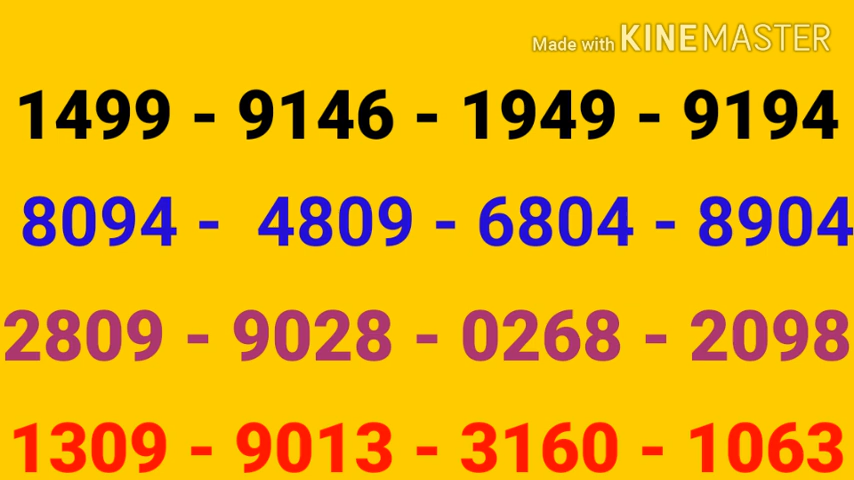 Made with KINEMASTER
1499 - 9146 - 1949 - 9194
8094 - 4809 - 6804 - 8904
2809 - 9028 - 0268 - 2098
1309 - 9013 - 3160 - 1063